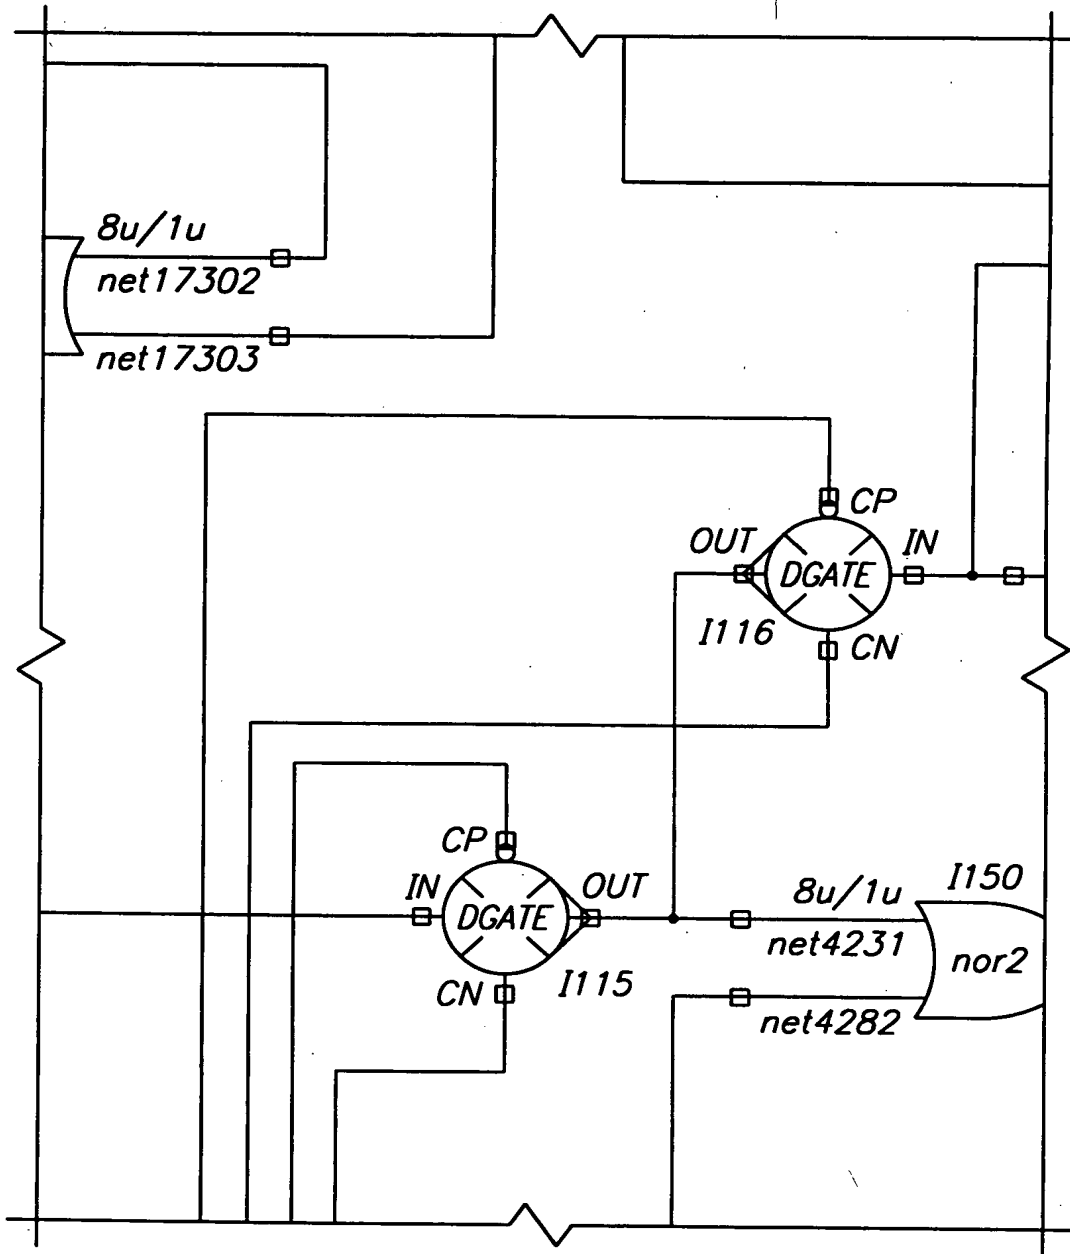 8u/1u
net17302
net17303
CP
OUT
IN
DGATE
I116
CN
CP
IN
OUT
DGATE
CN
I115
I150
8u/1u
net4231
nor2
net4282